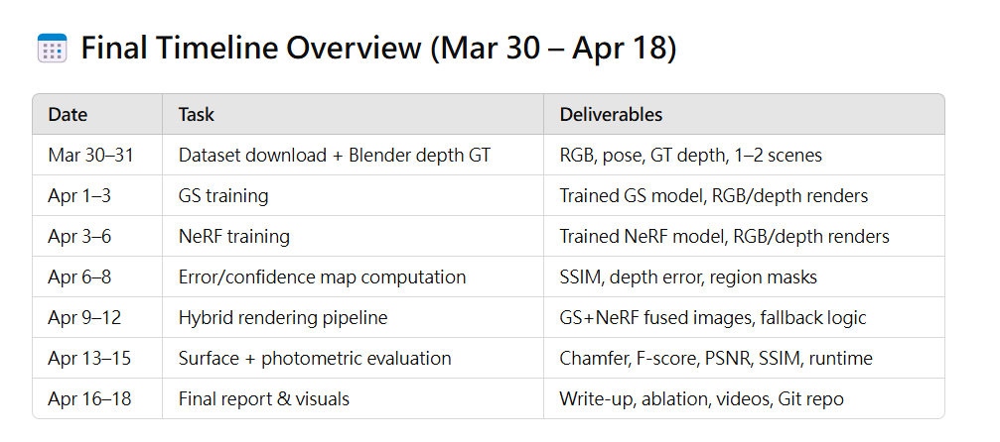 Final Timeline Overview (Mar 30 – Apr 18)
Date Task Deliverables
Mar 30–31 Dataset download + Blender depth GT RGB, pose, GT depth, 1–2 scenes
Apr 1–3 GS training Trained GS model, RGB/depth renders
Apr 3–6 NeRF training Trained NeRF model, RGB/depth renders
Apr 6–8 Error/confidence map computation SSIM, depth error, region masks
Apr 9–12 Hybrid rendering pipeline GS+NeRF fused images, fallback logic
Apr 13–15 Surface + photometric evaluation Chamfer, F-score, PSNR, SSIM, runtime
Apr 16–18 Final report & visuals Write-up, ablation, videos, Git repo